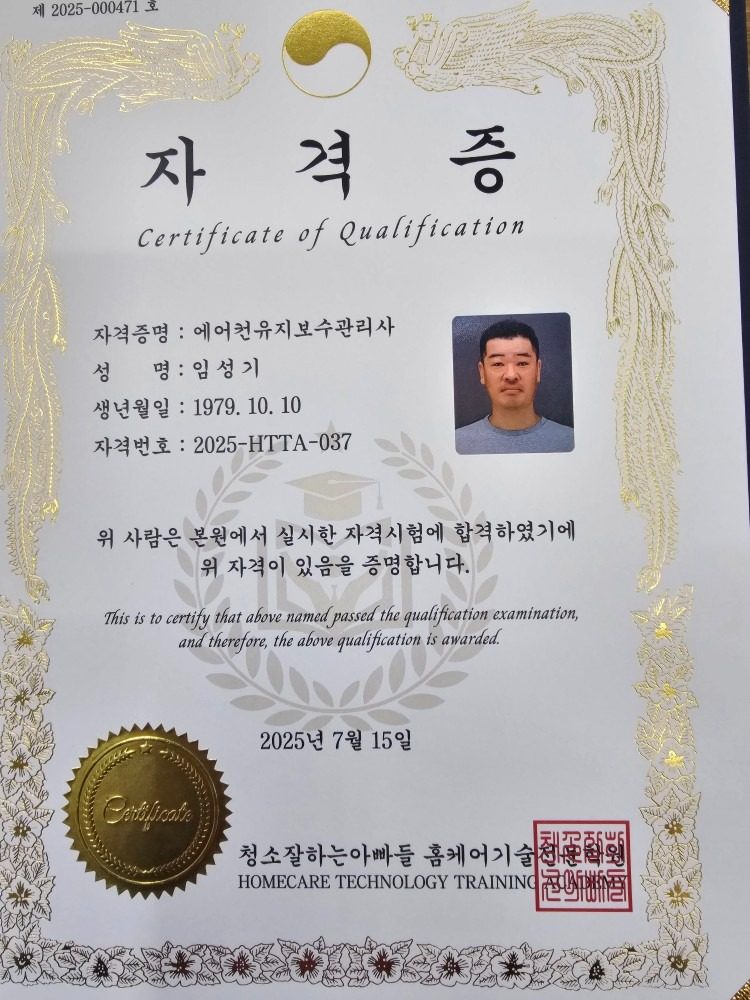 제 2025-000471 호
자 격 증
Certificate of Qualification
자격증명 : 에어컨유지보수관리사
성 명 : 임 성 기
생년월일 : 1979. 10. 10
자격번호 : 2025-HTTA-037
위 사람은 본원에서 실시한 자격시험에 합격하였기에
위 자격이 있음을 증명합니다.
This is to certify that above named passed the qualification examination,
and therefore, the above qualification is awarded.
2025년 7월 15일
Certificate
청소잘하는아빠들 홈케어기술전문학원
HOMECARE TECHNOLOGY TRAINING ACADEMY